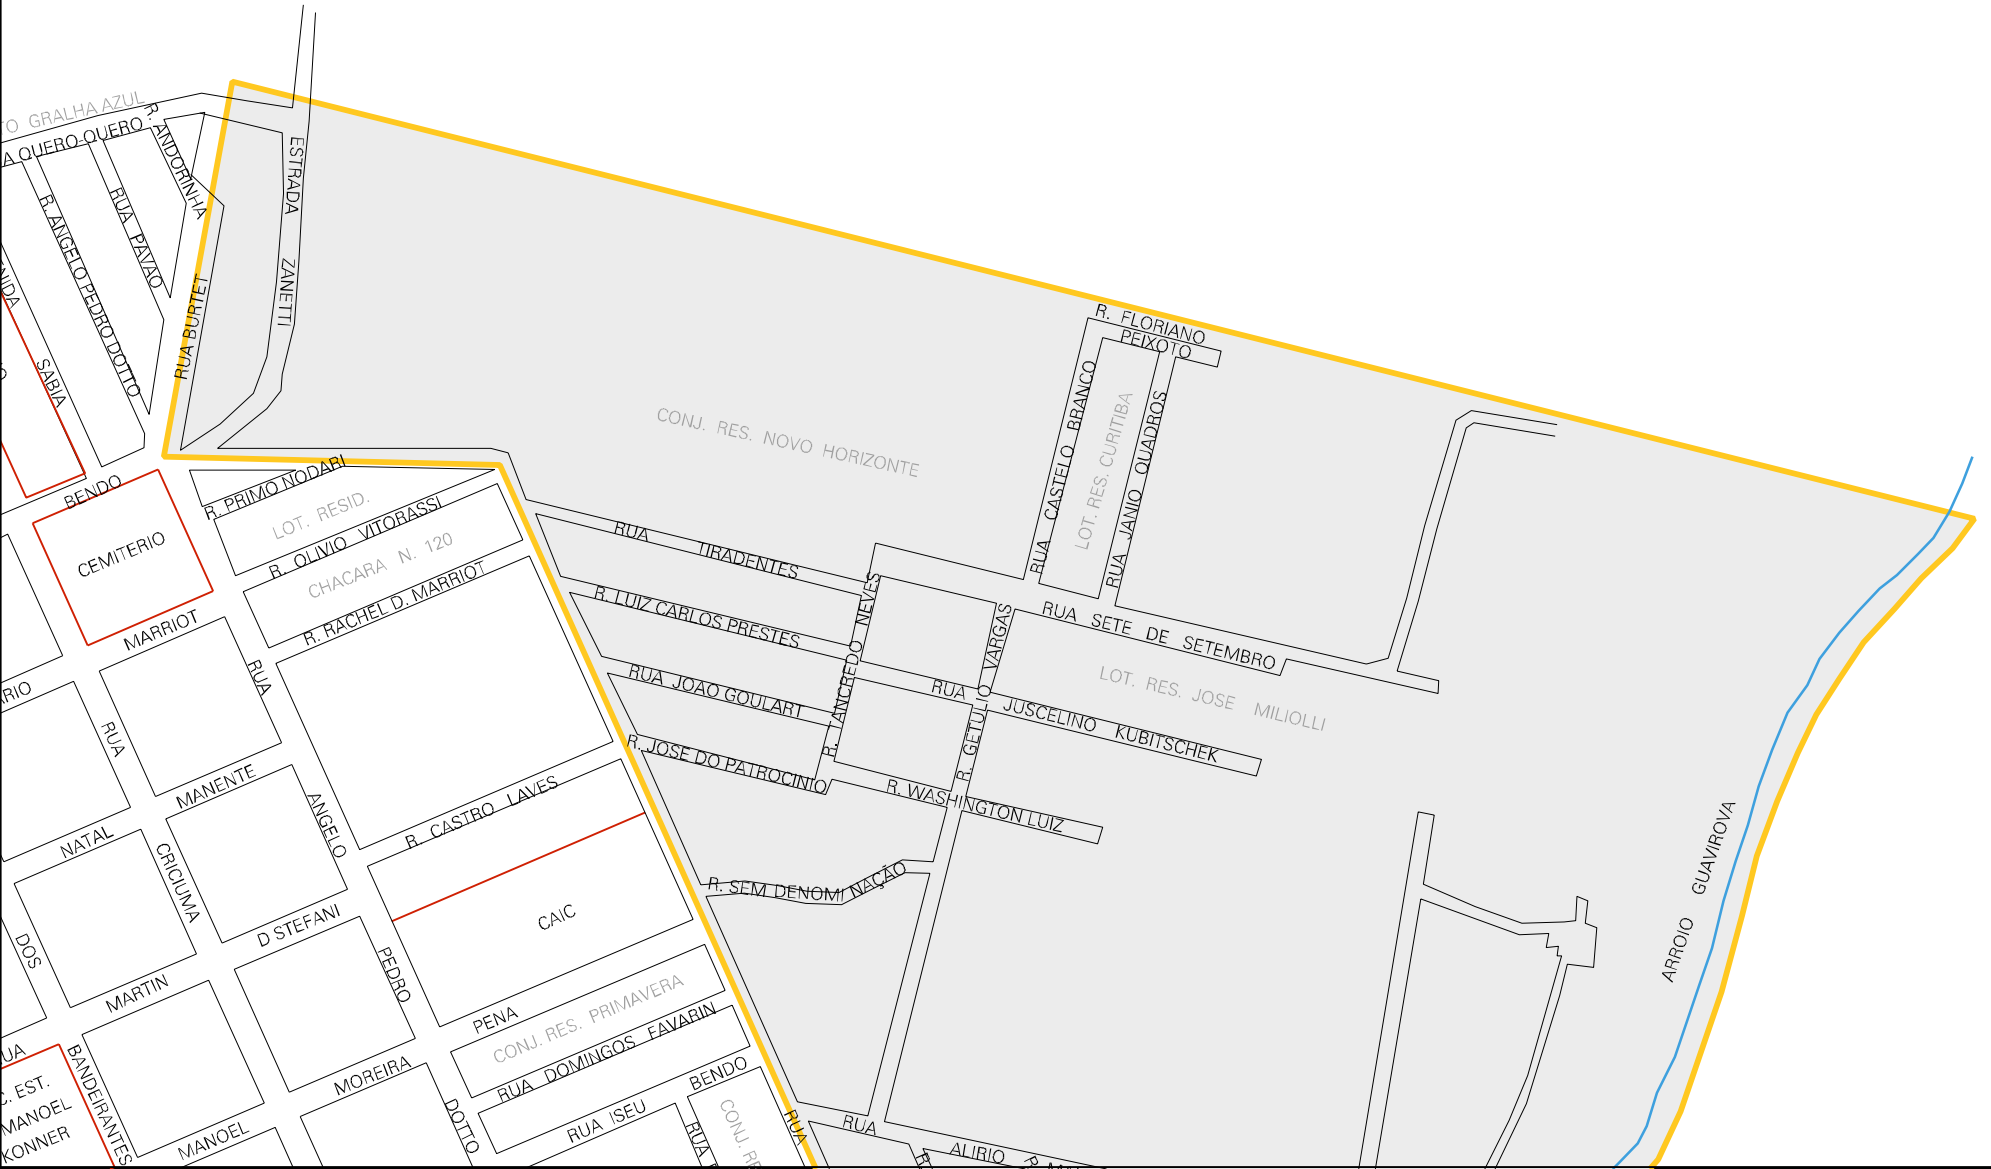 GRALHA AZUL
QUERO-QUERO
R. ANDORINHA
ESTRADA ZANETTI
R. ANGELO PEDRO DOTTO
RUA PAVAO
RUA BURTET
SABIA
R. FLORIANO
PEIXOTO
RUA CASTELO BRANCO
LOT. RES. CURITIBA
RUA JANIO QUADROS
CONJ. RES. NOVO HORIZONTE
BENDO
R. PRIMO NODARI
LOT. RESID.
R. OLIVIO VITORASSI
CHACARA N. 120
R. RACHEL D. MARRIOT
CEMITERIO
MARRIOT
RUA TIRADENTES
R. LUIZ CARLOS PRESTES
RUA JOAO GOULART
R. JOSE DO PATROCINIO
R. TANCREDO NEVES
R. GETULIO VARGAS
RUA SETE DE SETEMBRO
LOT. RES. JOSE MILIOLLI
RUA JUSCELINO KUBITSCHEK
R. WASHINGTON LUIZ
R. SEM DENOMINAÇÃO
RUA ANGELO PEDRO DOTTO
RUA CRICIUMA
MANENTE
NATAL
R. CASTRO LAVES
CAIC
D STEFANI
DOS BANDEIRANTES
MARTIN
PENA
CONJ. RES. PRIMAVERA
RUA DOMINGOS FAVARIN
MOREIRA
BENDO
RUA ISEU
MANOEL
EST.
MANOEL
KONNER
RUA
CONJ.
RUA
RUA ALIRIO
ARROIO GUAVIROVA